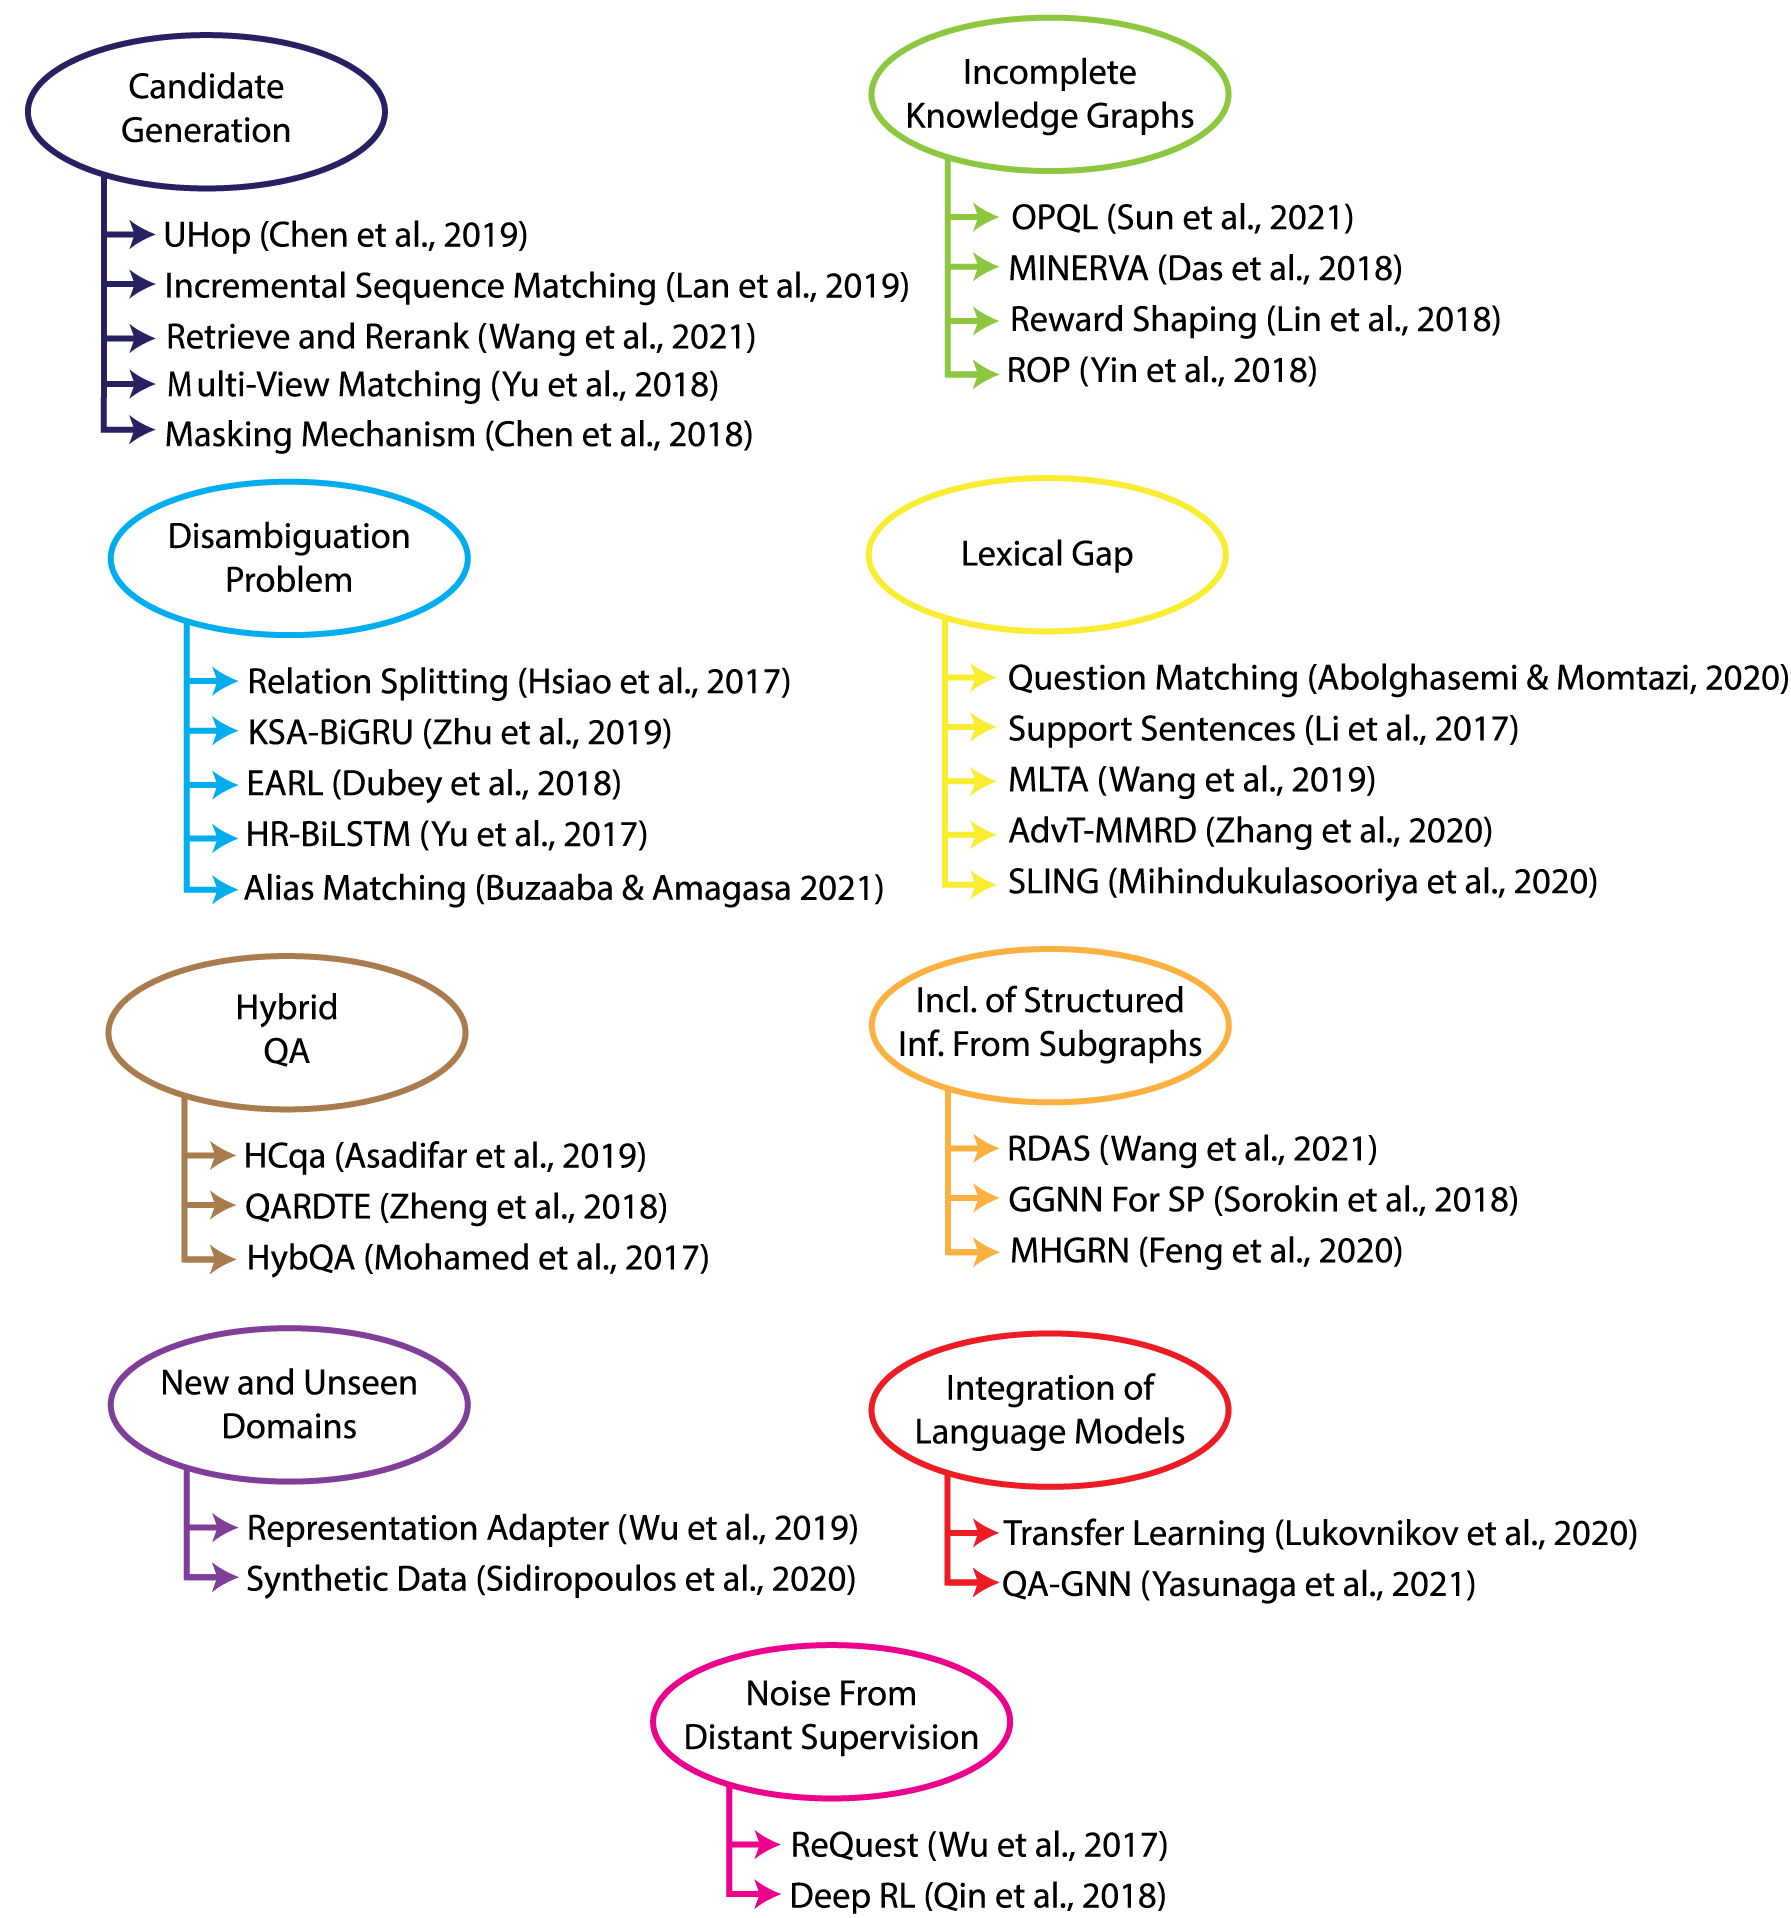 Candidate
Generation
UHop (Chen et al., 2019)
Incremental Sequence Matching (Lan et al., 2019)
Retrieve and Rerank (Wang et al., 2021)
Multi-View Matching (Yu et al., 2018)
Masking Mechanism (Chen et al., 2018)
Incomplete
Knowledge Graphs
OPQL (Sun et al., 2021)
MINERVA (Das et al., 2018)
Reward Shaping (Lin et al., 2018)
ROP (Yin et al., 2018)
Disambiguation
Problem
Relation Splitting (Hsiao et al., 2017)
KSA-BiGRU (Zhu et al., 2019)
EARL (Dubey et al., 2018)
HR-BiLSTM (Yu et al., 2017)
Alias Matching (Buzaaba & Amagasa 2021)
Lexical Gap
Question Matching (Abolghasemi & Momtazi, 2020)
Support Sentences (Li et al., 2017)
MLTA (Wang et al., 2019)
AdvT-MMRD (Zhang et al., 2020)
SLING (Mihindukulasooriya et al., 2020)
Hybrid
QA
HCqa (Asadifar et al., 2019)
QARDTE (Zheng et al., 2018)
HybQA (Mohamed et al., 2017)
Incl. of Structured
Inf. From Subgraphs
RDAS (Wang et al., 2021)
GGNN For SP (Sorokin et al., 2018)
MHGRN (Feng et al., 2020)
New and Unseen
Domains
Representation Adapter (Wu et al., 2019)
Synthetic Data (Sidiropoulos et al., 2020)
Integration of
Language Models
Transfer Learning (Lukovnikov et al., 2020)
QA-GNN (Yasunaga et al., 2021)
Noise From
Distant Supervision
ReQuest (Wu et al., 2017)
Deep RL (Qin et al., 2018)